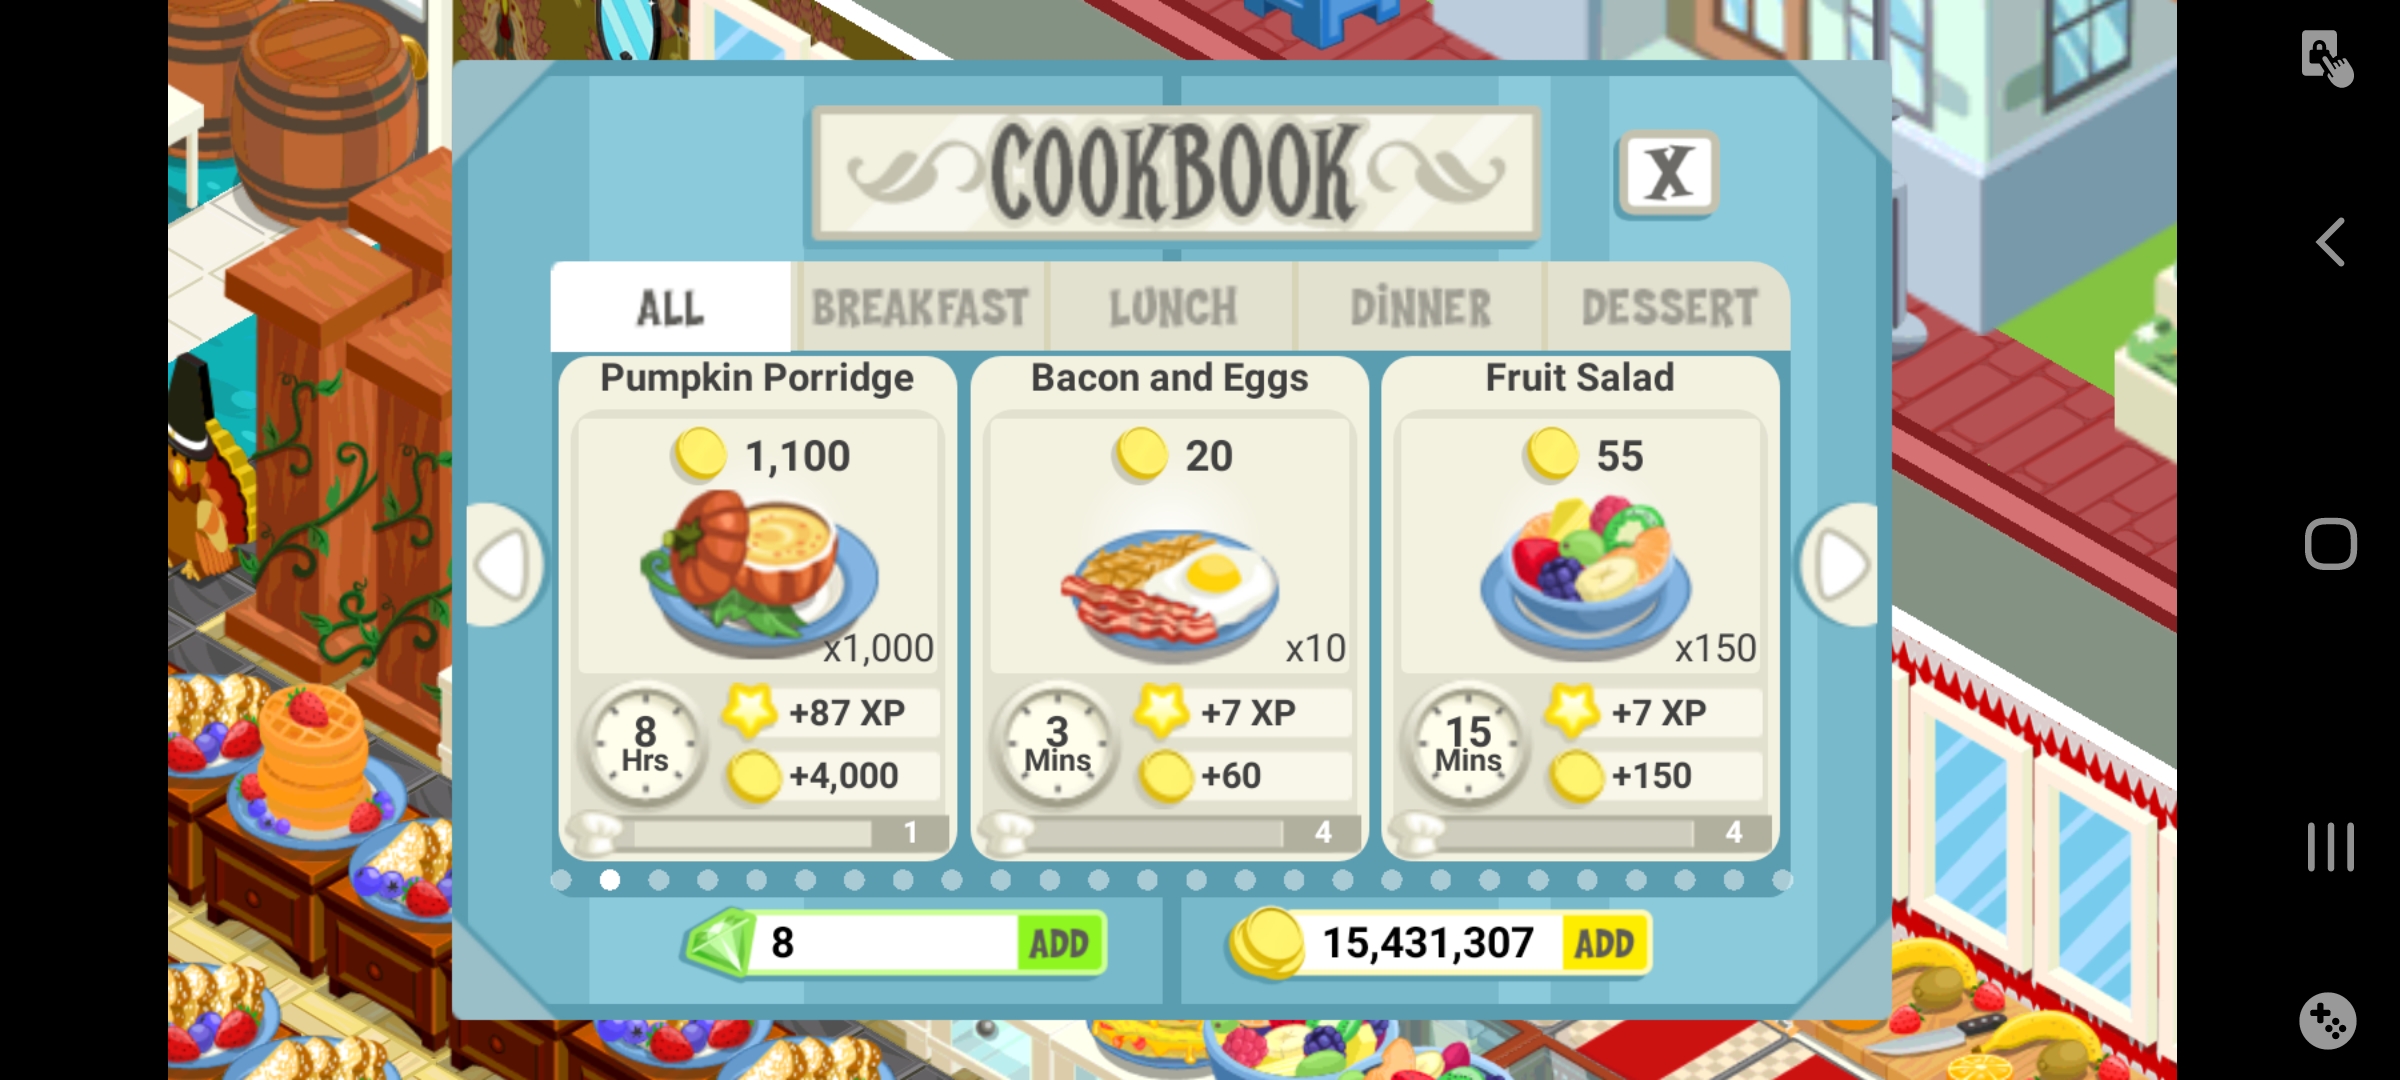 COOKBOOK
X
ALL BREAKFAST LUNCH DINNER DESSERT
Pumpkin Porridge
1,100
x1,000
8 Hrs
+87 XP
+4,000
1
Bacon and Eggs
20
x10
3 Mins
+7 XP
+60
4
Fruit Salad
55
x150
15 Mins
+7 XP
+150
4
8 ADD
15,431,307 ADD